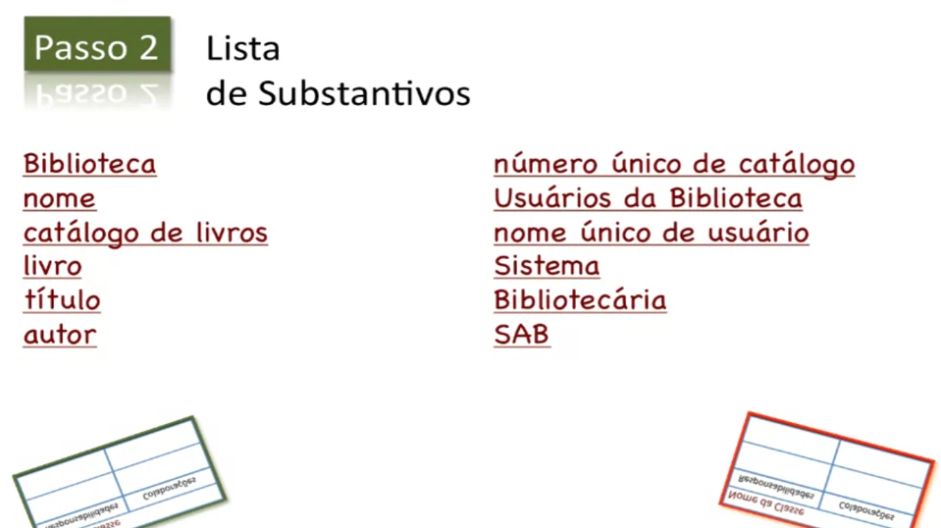 Passo 2
Lista
de Substantivos
Biblioteca
nome
catálogo de livros
livro
título
autor
número único de catálogo
Usuários da Biblioteca
nome único de usuário
Sistema
Bibliotecária
SAB
Colaborações
Responsabilidades
Responsabilidades
Colaborações
Nome da Classe